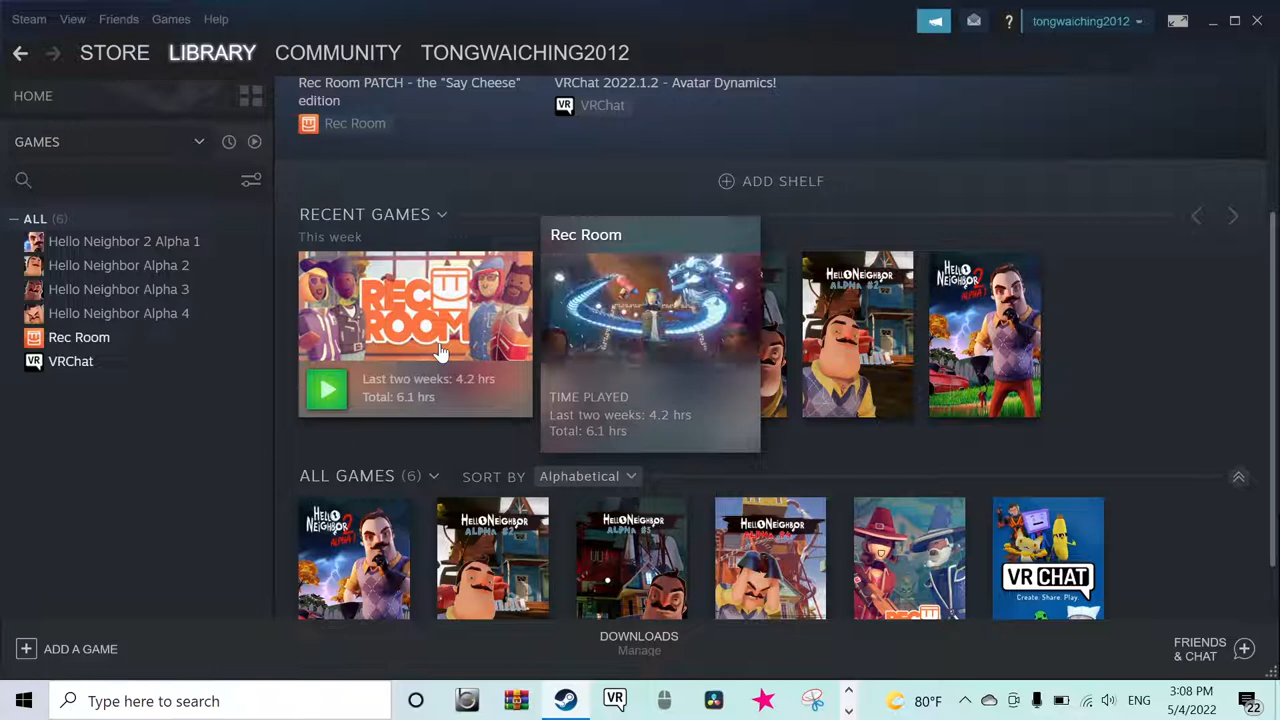 Steam View Friends Games Help
tongwaiching2012
STORE LIBRARY COMMUNITY TONGWAICHING2012
HOME
GAMES
ALL (6)
Hello Neighbor 2 Alpha 1
Hello Neighbor Alpha 2
Hello Neighbor Alpha 3
Hello Neighbor Alpha 4
Rec Room
VR VRChat
Rec Room PATCH - the "Say Cheese"
edition
Rec Room
VRChat 2022.1.2 - Avatar Dynamics!
VR VRChat
ADD SHELF
RECENT GAMES
This week
REC
ROOM
Last two weeks: 4.2 hrs
Total: 6.1 hrs
Rec Room
TIME PLAYED
Last two weeks: 4.2 hrs
Total: 6.1 hrs
HELLO NEIGHBOR
ALPHA #2
HELLO
NEIGHBOR 2
ALPHA 1
ALL GAMES (6) SORT BY Alphabetical
HELLO
NEIGHBOR 2
ALPHA 1
HELLO NEIGHBOR
ALPHA #2
HELLO NEIGHBOR
ALPHA #3
HELLO NEIGHBOR
ALPHA #4
REC
VRCHAT
Create. Share. Play.
ADD A GAME
DOWNLOADS
Manage
FRIENDS
& CHAT
Type here to search
VR
80°F
ENG
3:08 PM
5/4/2022
22